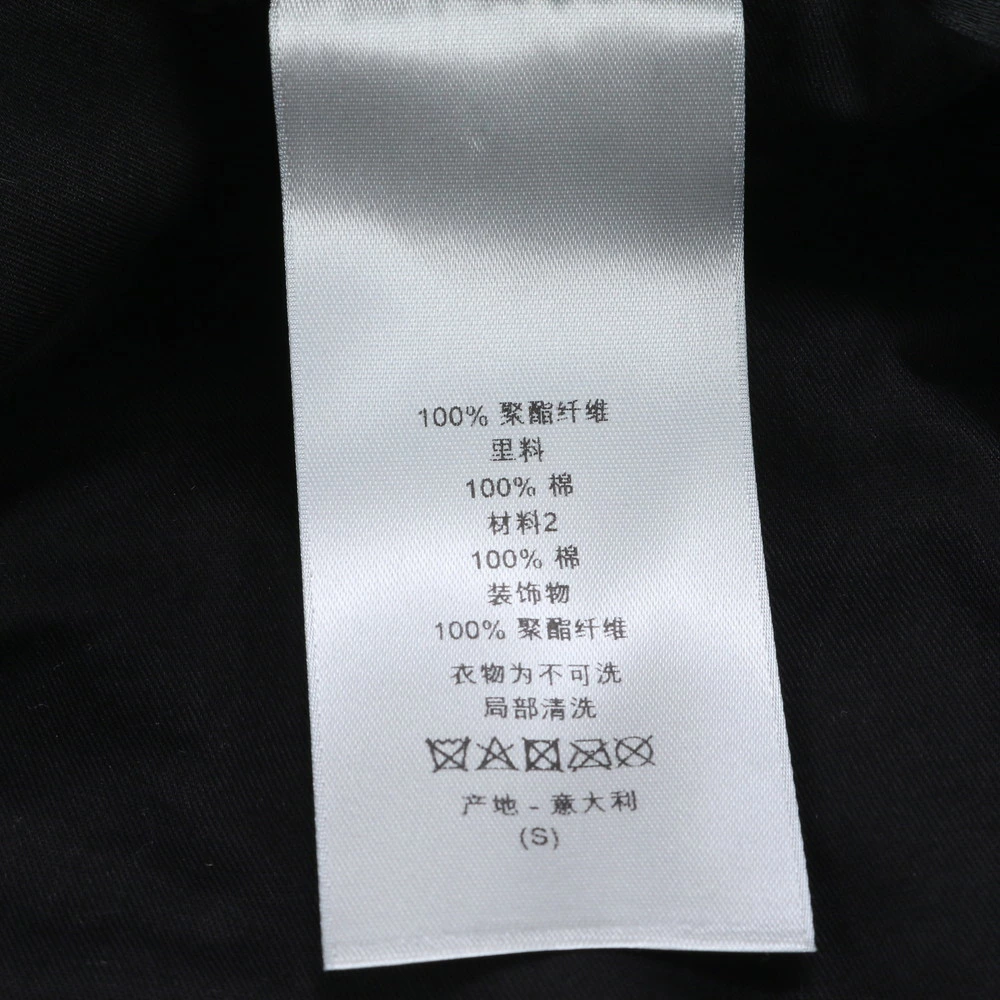 100% 聚酯纤维
里料
100% 棉
材料2
100% 棉
装饰物
100% 聚酯纤维
衣物为不可洗
局部清洗
产地 - 意大利
(S)